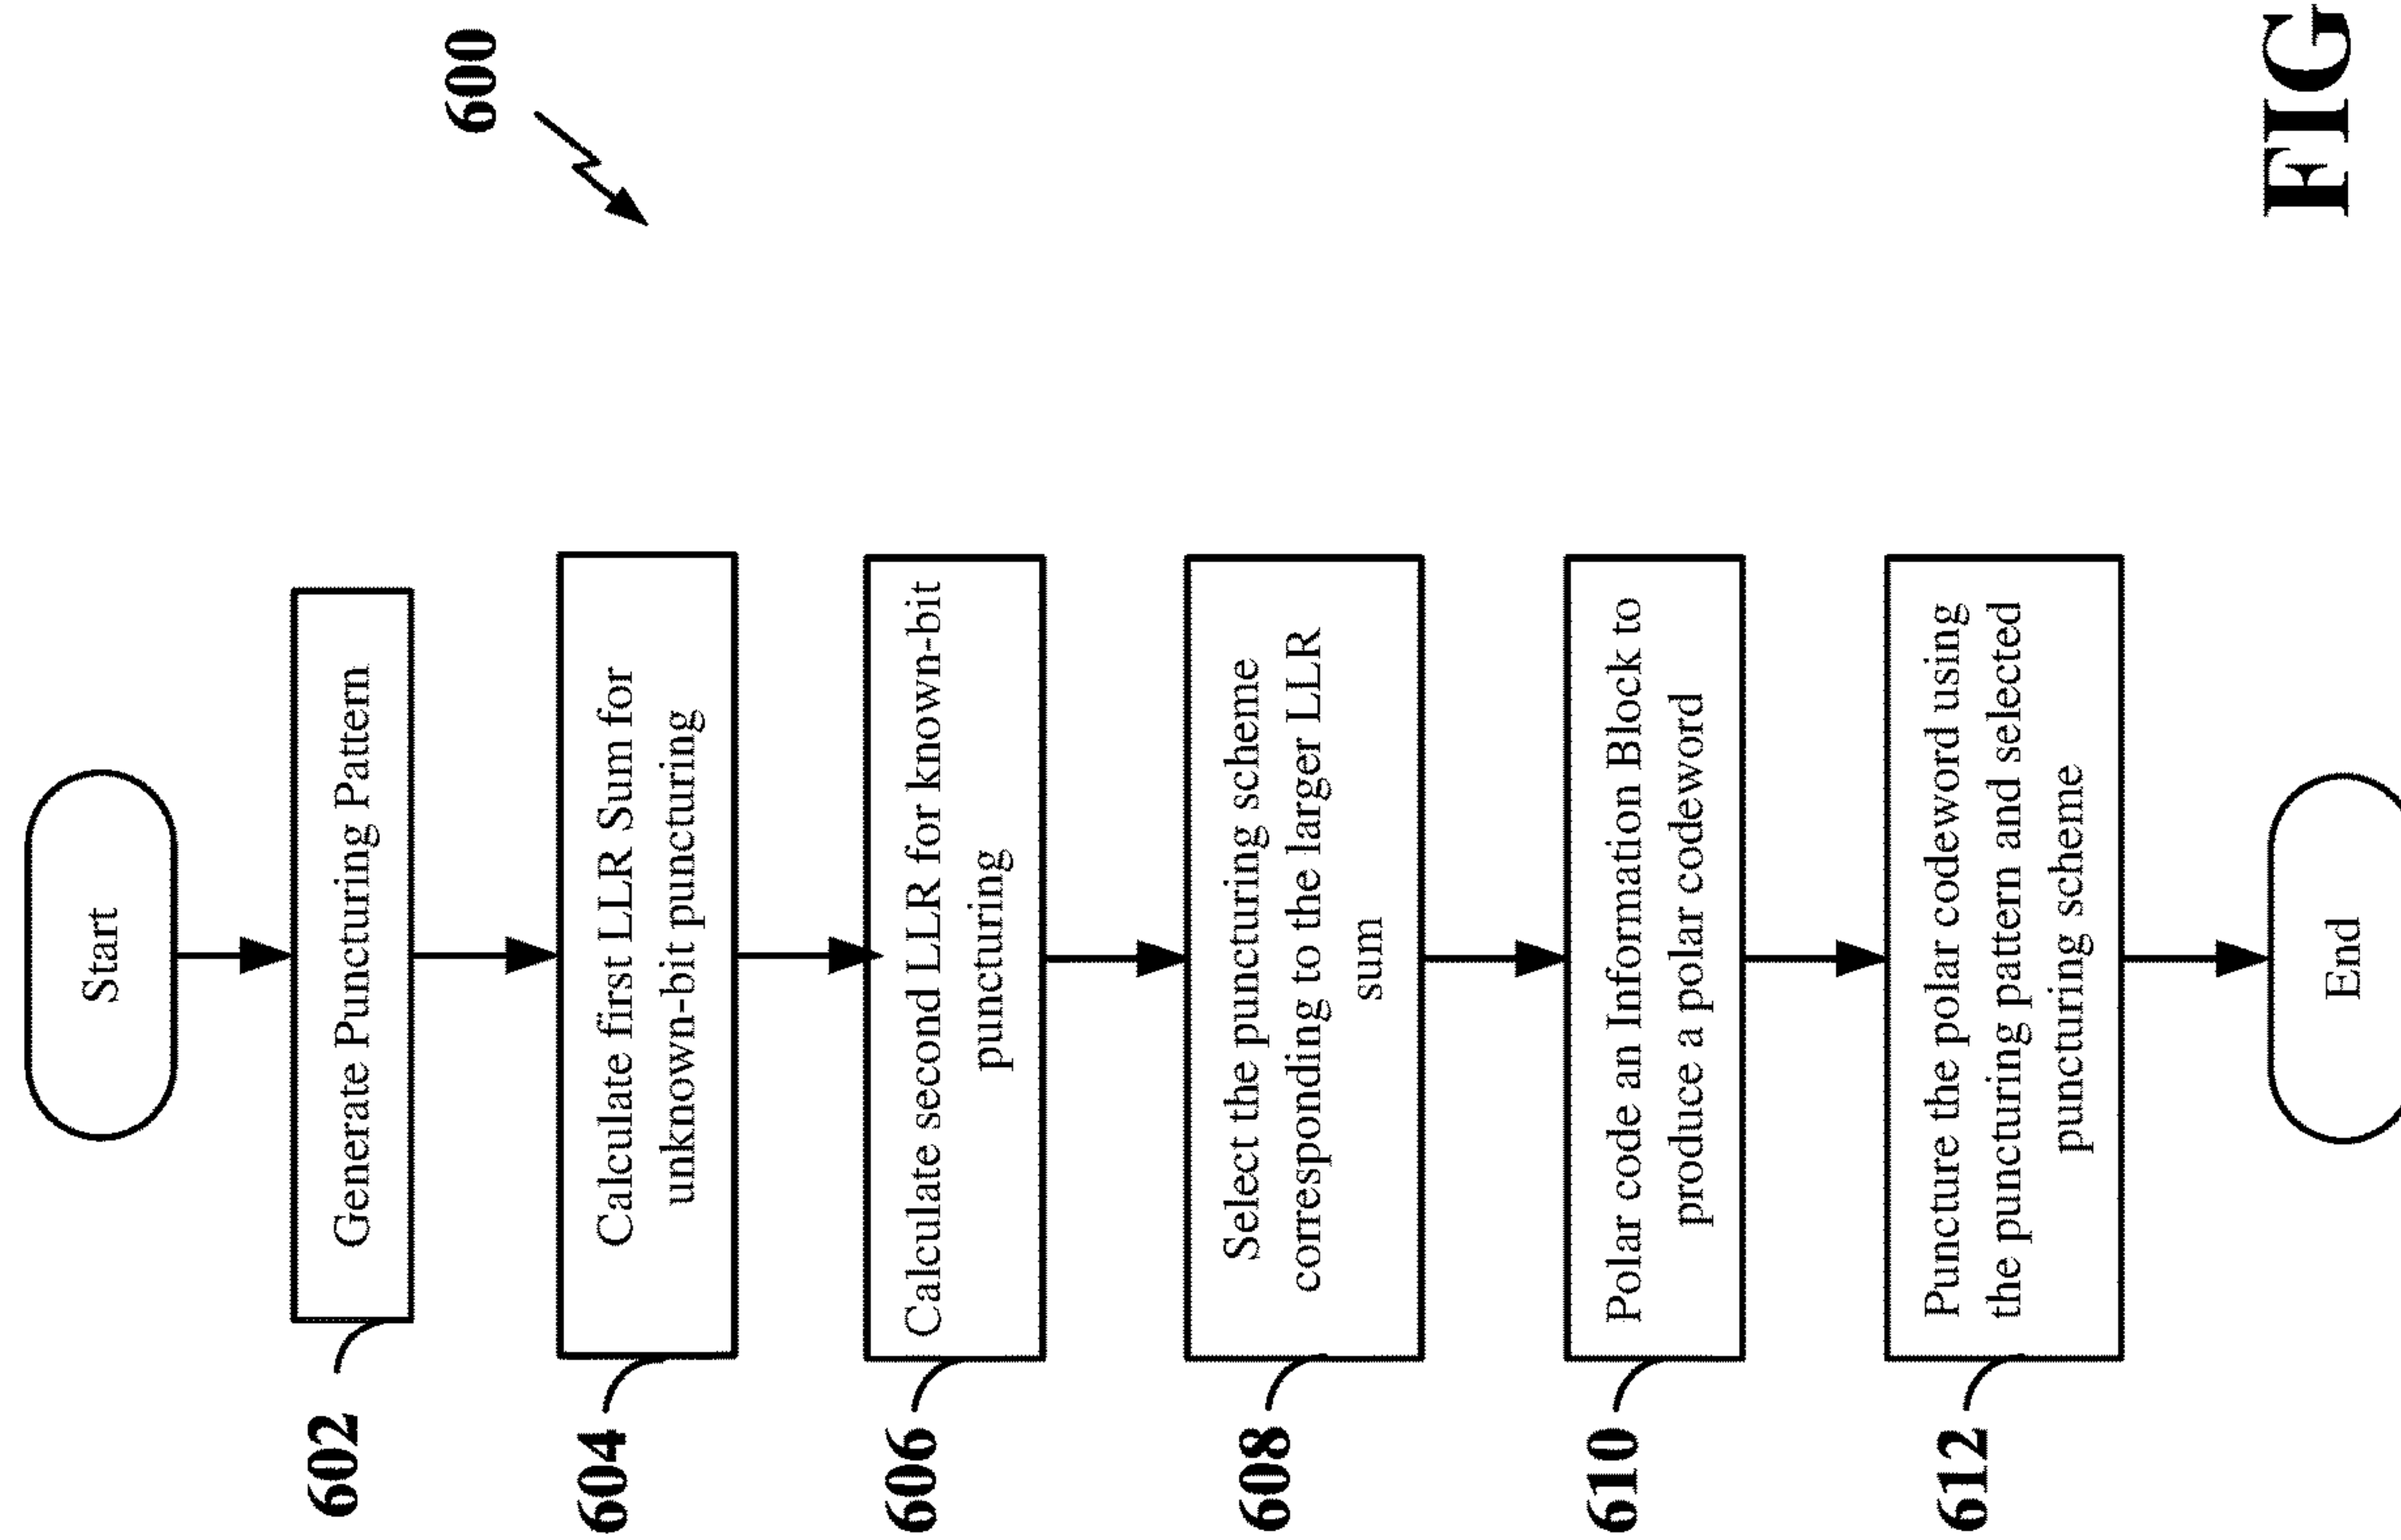 600
Start
602
Generate Puncturing Pattern
604
Calculate first LLR Sum for
unknown-bit puncturing
606
Calculate second LLR for known-bit
puncturing
608
Select the puncturing scheme
corresponding to the larger LLR
sum
610
Polar code an Information Block to
produce a polar codeword
612
Puncture the polar codeword using
the puncturing pattern and selected
puncturing scheme
End
FIG